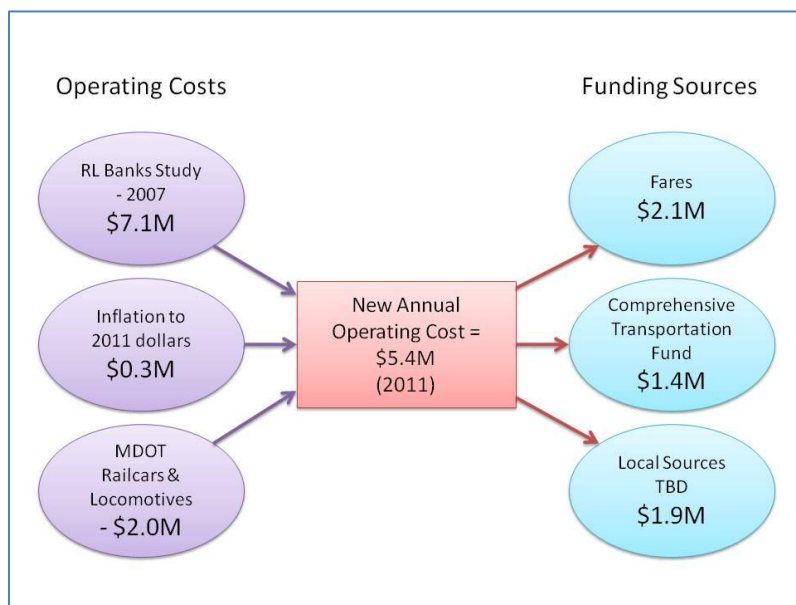 Operating Costs
Funding Sources
RL Banks Study
- 2007
$7.1M
Inflation to
2011 dollars
$0.3M
MDOT
Railcars &
Locomotives
- $2.0M
New Annual
Operating Cost =
$5.4M
(2011)
Fares
$2.1M
Comprehensive
Transportation
Fund
$1.4M
Local Sources
TBD
$1.9M